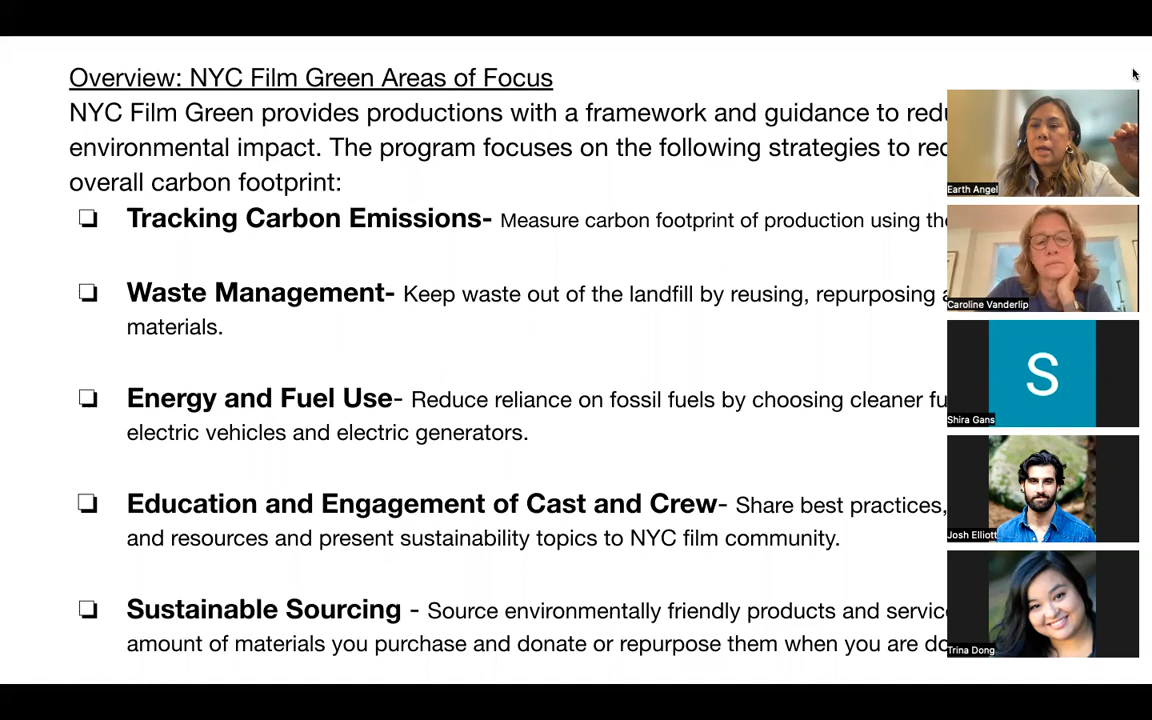 Overview: NYC Film Green Areas of Focus
NYC Film Green provides productions with a framework and guidance to
environmental impact. The program focuses on the following strategies to
overall carbon footprint:
❏ Tracking Carbon Emissions- Measure carbon footprint of production using
❏ Waste Management- Keep waste out of the landfill by reusing, repurposing
materials.
❏ Energy and Fuel Use- Reduce reliance on fossil fuels by choosing cleaner
electric vehicles and electric generators.
❏ Education and Engagement of Cast and Crew- Share best practices,
and resources and present sustainability topics to NYC film community.
❏ Sustainable Sourcing - Source environmentally friendly products and
amount of materials you purchase and donate or repurpose them when you are
Earth Angel
Caroline Vanderlip
S
Shira Gans
Josh Elliott
Trina Dong